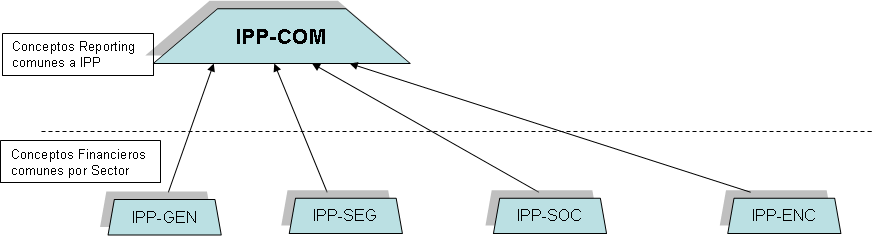 IPP-COM
Conceptos Reporting
comunes a IPP
Conceptos Financieros
comunes por Sector
IPP-GEN
IPP-SEG
IPP-SOC
IPP-ENC